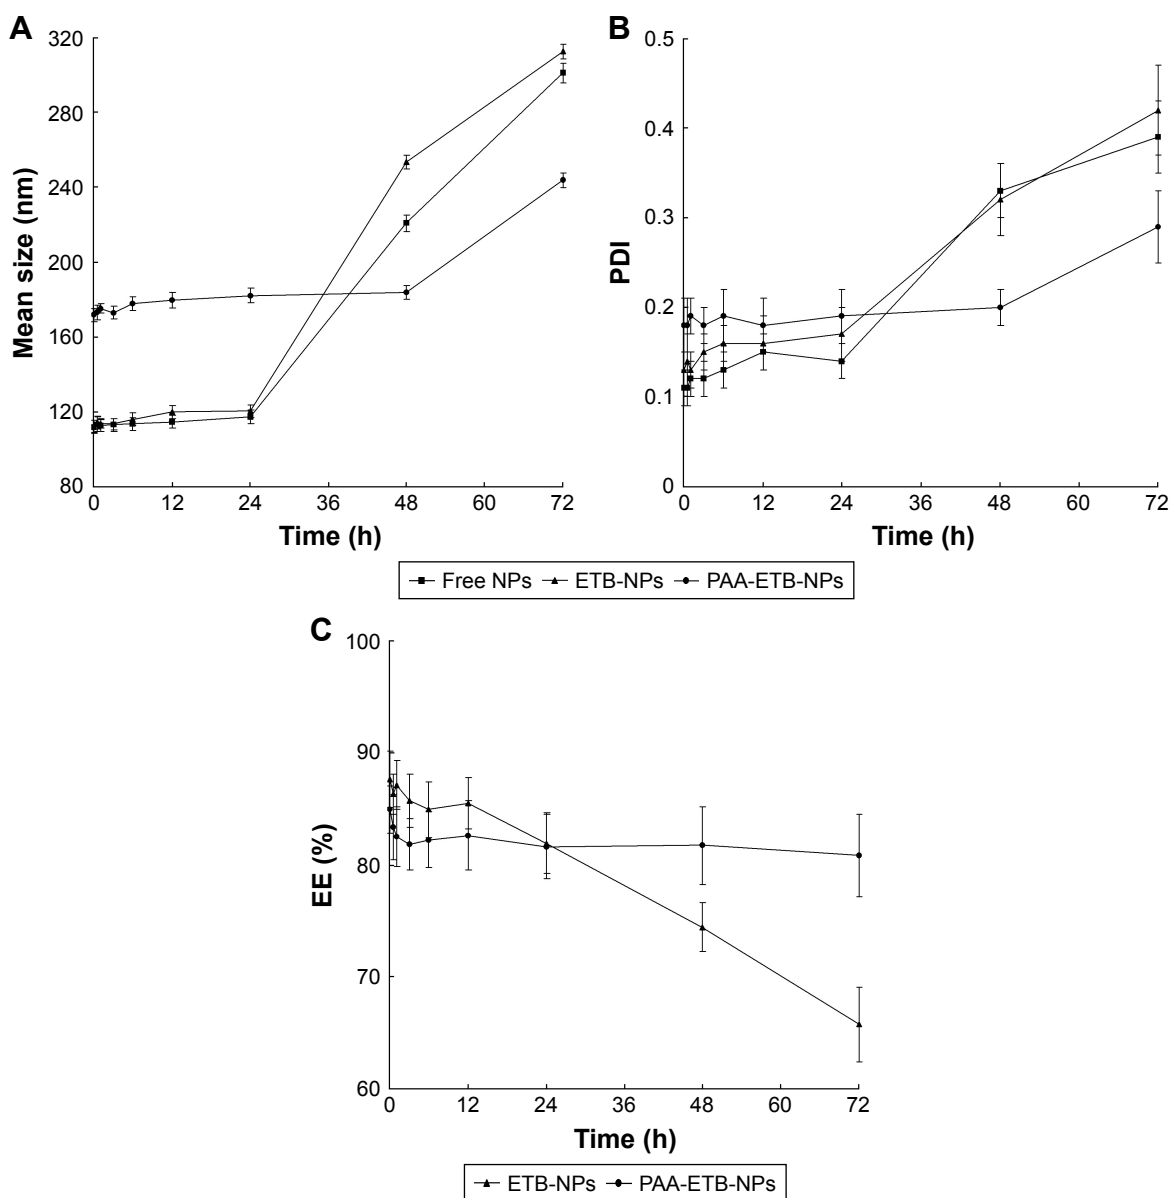 A
320
280
240
200
160
120
80
Mean size (nm)
0 12 24 36 48 60 72
Time (h)
B
0.5
0.4
0.3
0.2
0.1
0
PDI
0 12 24 36 48 60 72
Time (h)
Free NPs ETB-NPs PAA-ETB-NPs
C
100
90
80
70
60
EE (%)
0 12 24 36 48 60 72
Time (h)
ETB-NPs PAA-ETB-NPs